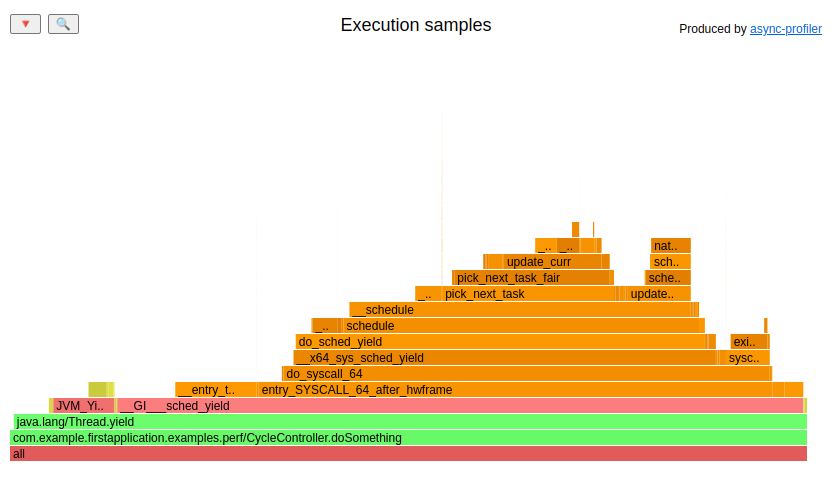 Execution samples
Produced by async-profiler
_.. _.. nat..
update_curr sch..
pick_next_task_fair sche..
_.. pick_next_task update..
__schedule
_.. schedule
do_sched_yield exi..
__x64_sys_sched_yield sysc..
do_syscall_64
__entry_t.. entry_SYSCALL_64_after_hwframe
JVM_Yi.. __GI___sched_yield
java.lang/Thread.yield
com.example.firstapplication.examples.perf/CycleController.doSomething
all